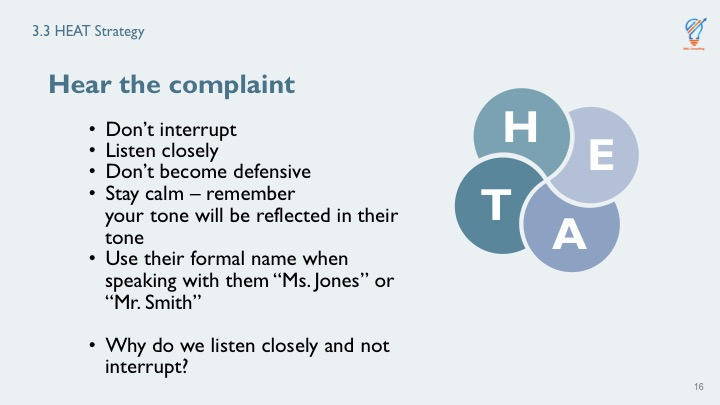 3.3 HEAT Strategy
Hear the complaint
• Don’t interrupt
• Listen closely
• Don’t become defensive
• Stay calm – remember
your tone will be reflected in their
tone
• Use their formal name when
speaking with them “Ms. Jones” or
“Mr. Smith”
• Why do we listen closely and not
interrupt?
H
E
T
A
16